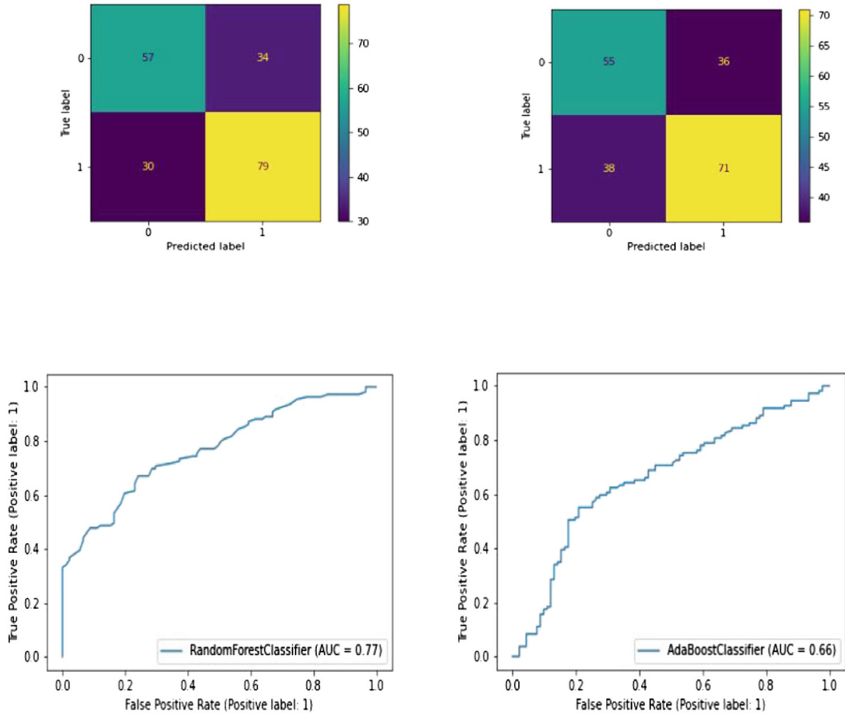 57 34
30 79
0
1
0 1
True label
Predicted label
70
60
50
40
30
55 36
38 71
0
1
0 1
True label
Predicted label
70
65
60
55
50
45
40
True Positive Rate (Positive label: 1)
1.0
0.8
0.6
0.4
0.2
0.0
RandomForestClassifier (AUC = 0.77)
0.0 0.2 0.4 0.6 0.8 1.0
False Positive Rate (Positive label: 1)
True Positive Rate (Positive label: 1)
1.0
0.8
0.6
0.4
0.2
0.0
AdaBoostClassifier (AUC = 0.66)
0.0 0.2 0.4 0.6 0.8 1.0
False Positive Rate (Positive label: 1)